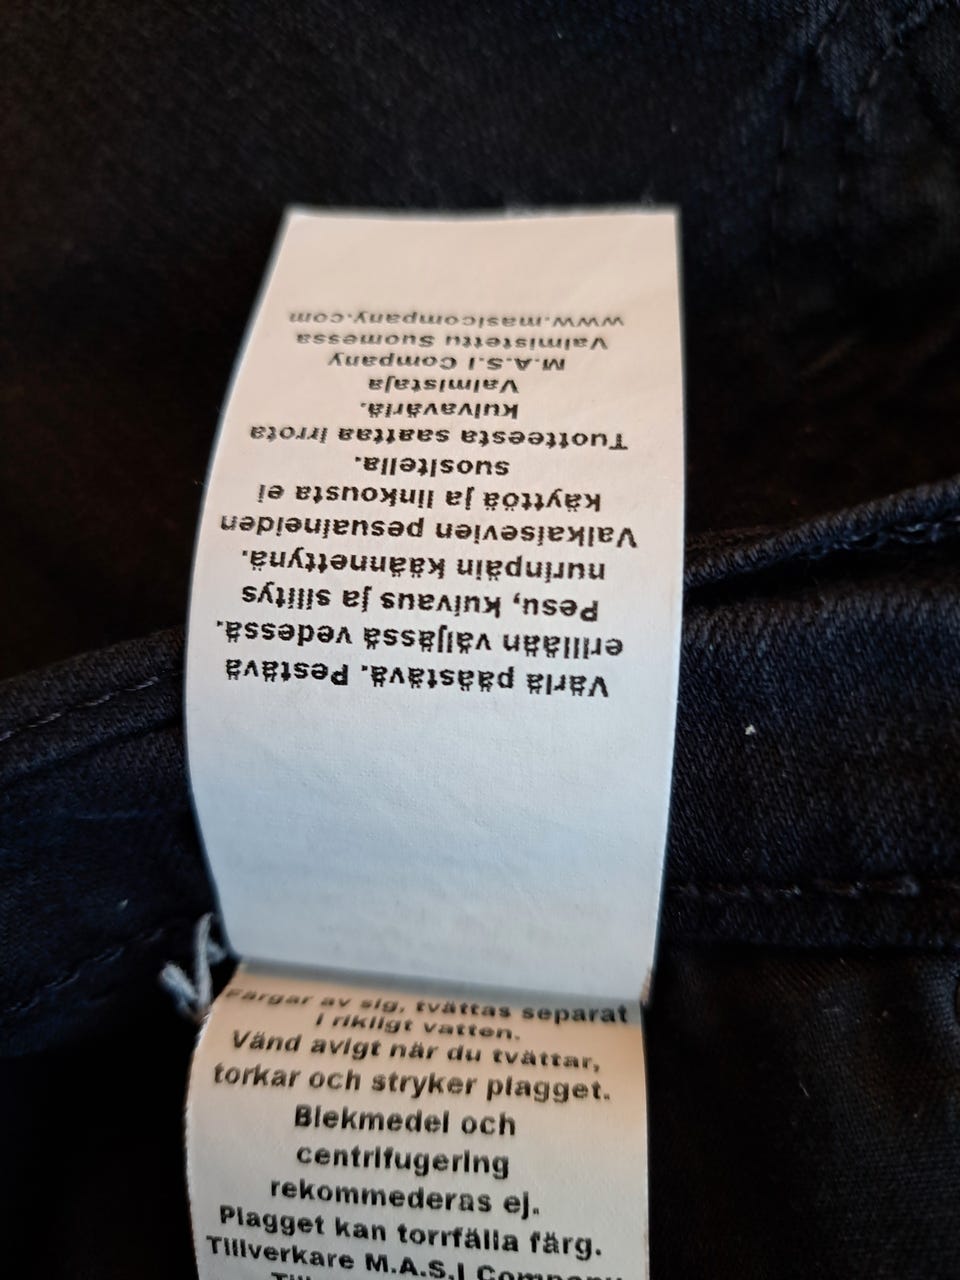 Väriä päästävä. Pestävä
erillään väljässä vedessä.
Pesu, kuivaus ja silitys
nurinpäin käännettynä.
Valkaisevien pesuaineiden
käyttöä ja linkousta ei
suositella.
Tuotteesta saattaa irrota
kuivaväriä.
Valmistaja
M.A.S.I Company
Valmistettu Suomessa
www.masicompany.com
Färgar av sig, tvättas separat
i rikligt vatten.
Vänd avigt när du tvättar,
torkar och stryker plagget.
Blekmedel och
centrifugering
rekommederas ej.
Plagget kan torrfälla färg.
Tillverkare M.A.S.I Company